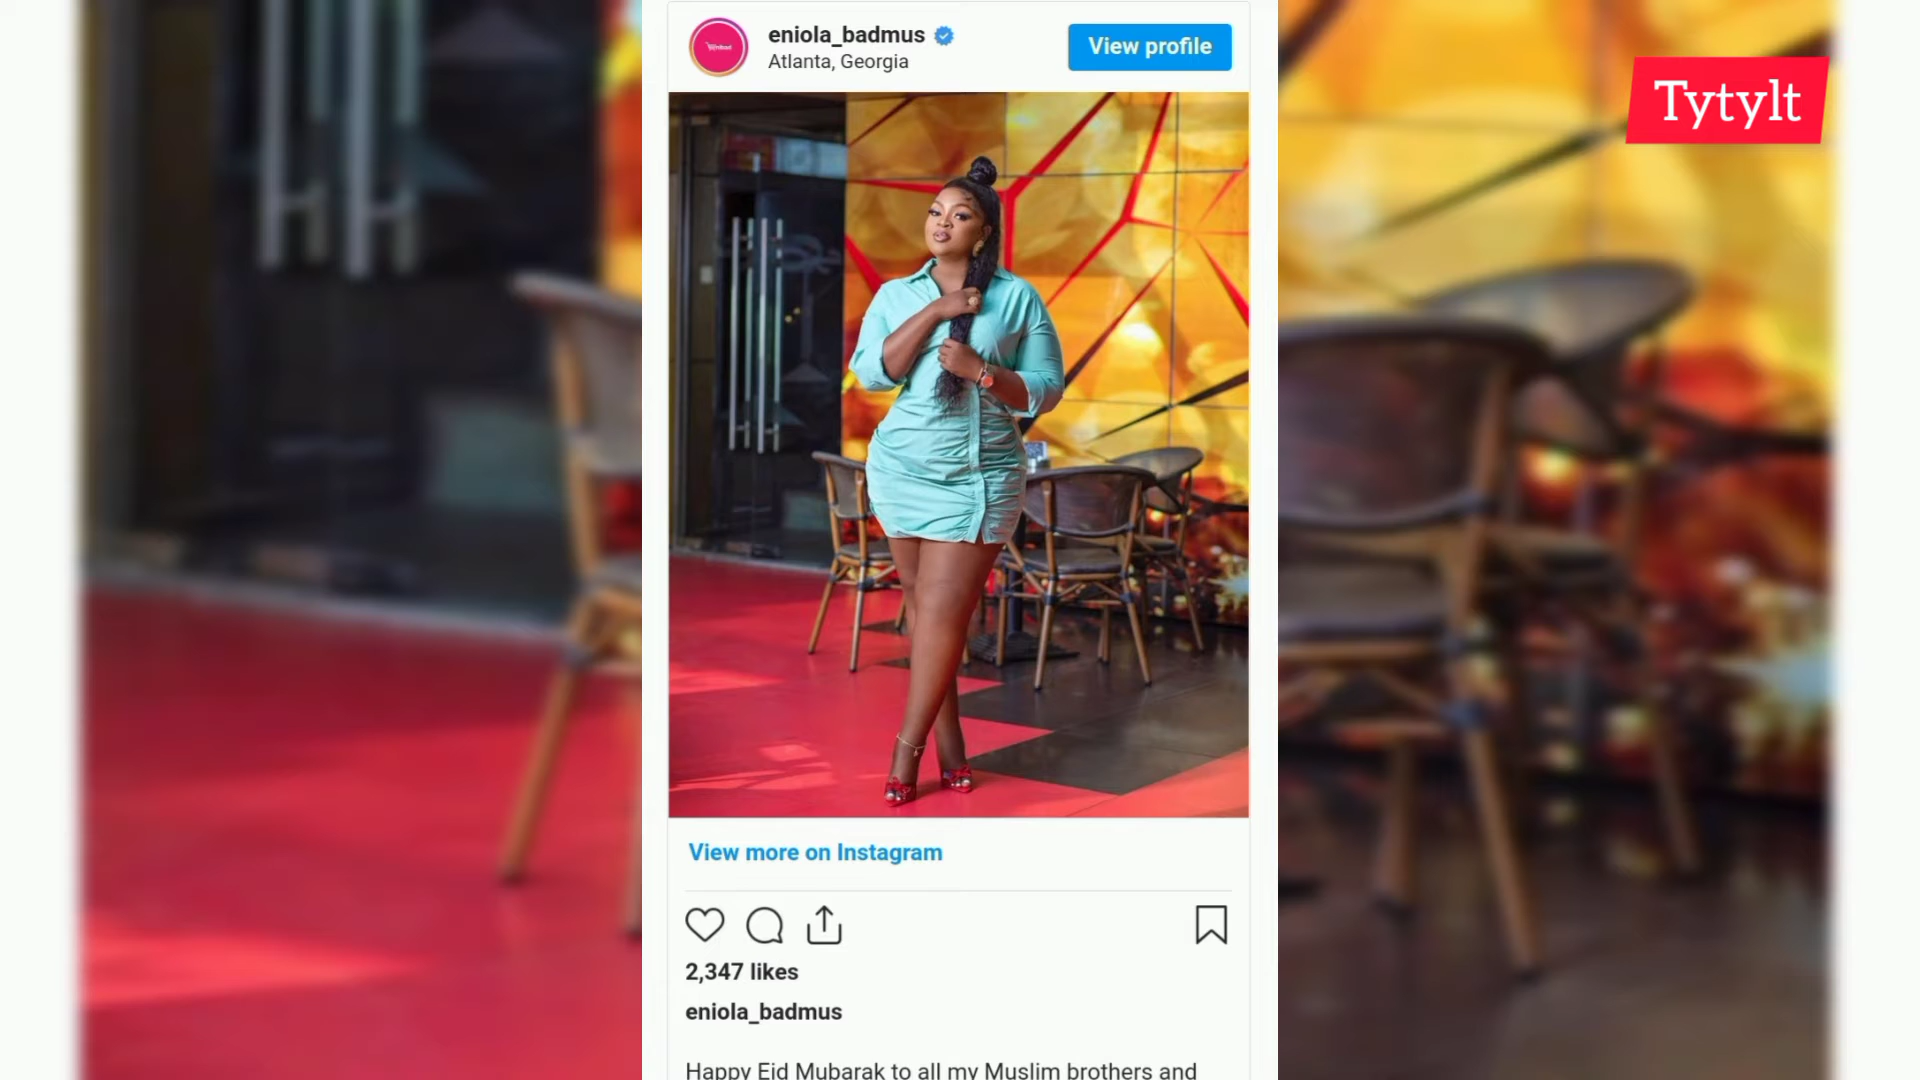 eniola_badmus
Atlanta, Georgia
View profile
Tytylt
View more on Instagram
2,347 likes
eniola_badmus
Happy Eid Mubarak to all my Muslim brothers and